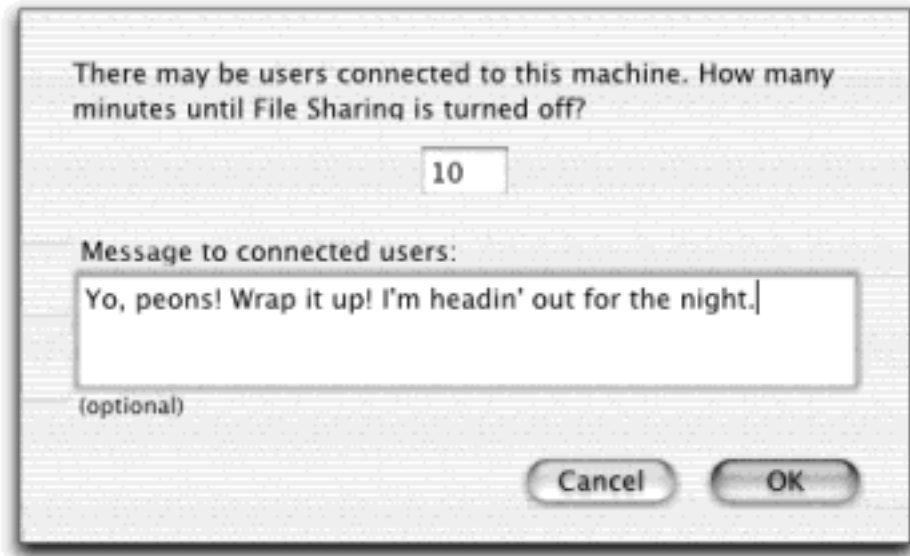 There may be users connected to this machine. How many
minutes until File Sharing is turned off?
10
Message to connected users:
Yo, peons! Wrap it up! I'm headin' out for the night.
(optional)
Cancel OK